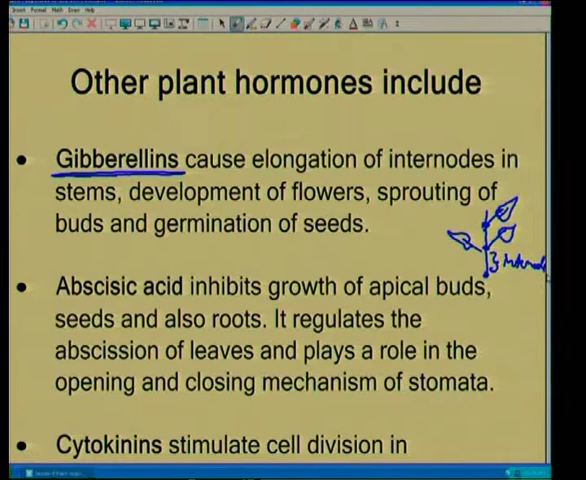 Other plant hormones include
• Gibberellins cause elongation of internodes in
stems, development of flowers, sprouting of
buds and germination of seeds.
• Abscisic acid inhibits growth of apical buds,
seeds and also roots. It regulates the
abscission of leaves and plays a role in the
opening and closing mechanism of stomata.
• Cytokinins stimulate cell division in